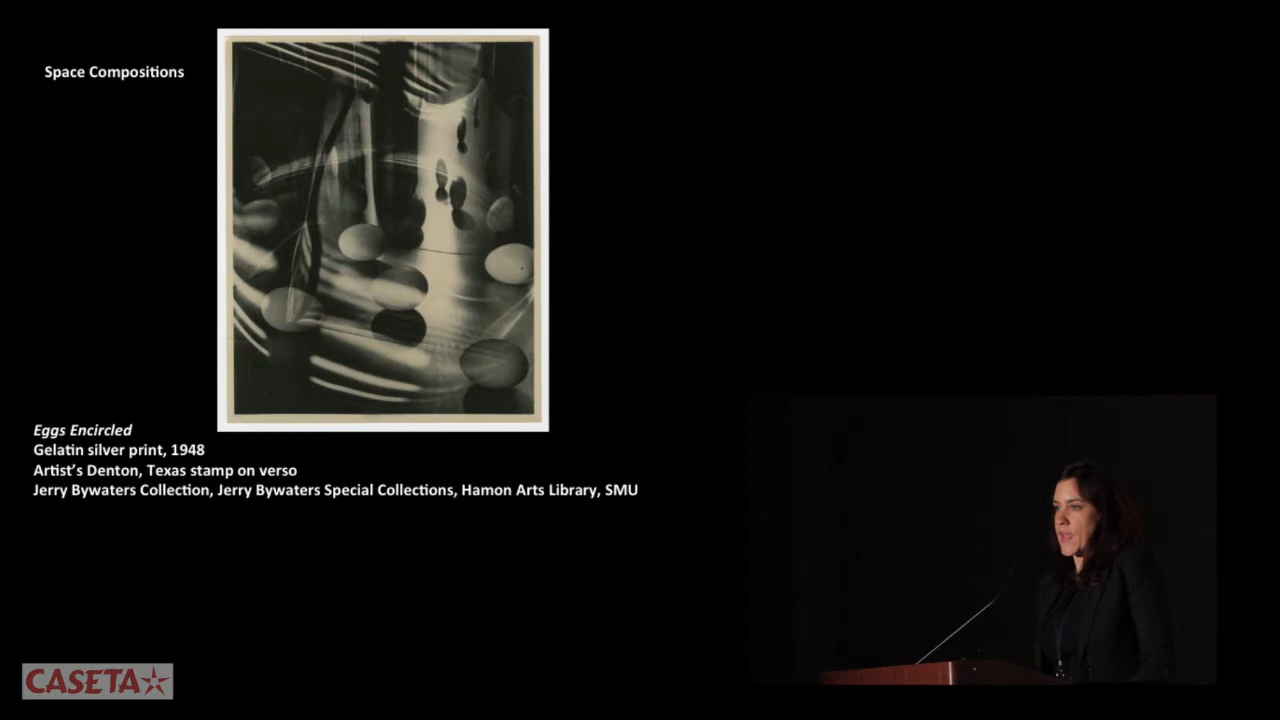 Space Compositions
Eggs Encircled
Gelatin silver print, 1948
Artist's Denton, Texas stamp on verso
Jerry Bywaters Collection, Jerry Bywaters Special Collections, Hamon Arts Library, SMU
CASETA